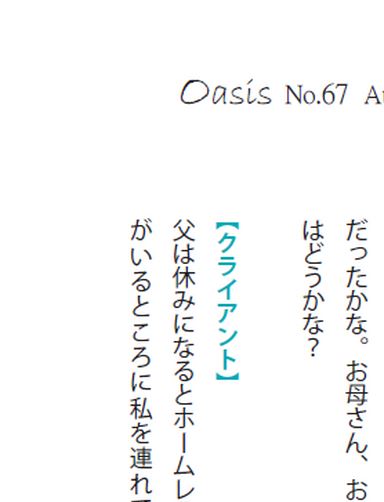 Oasis No.67
だったかな。お母さん、お
はどうかな？
【クライアント】
父は休みになるとホームレ
がいるところに私を連れて